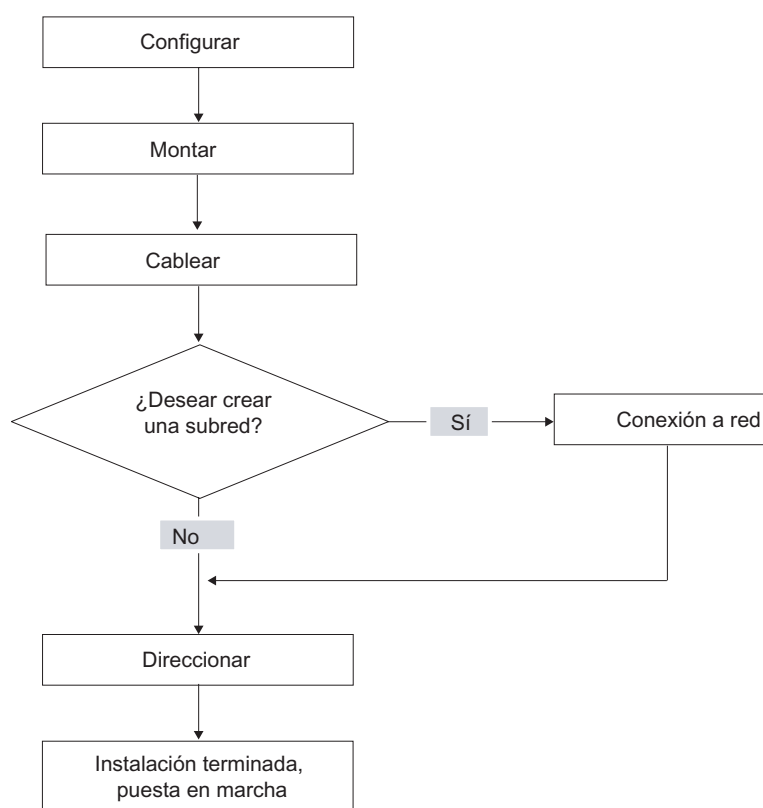 Configurar
Montar
Cablear
¿Desear crear
una subred?
Sí
Conexión a red
No
Direccionar
Instalación terminada,
puesta en marcha